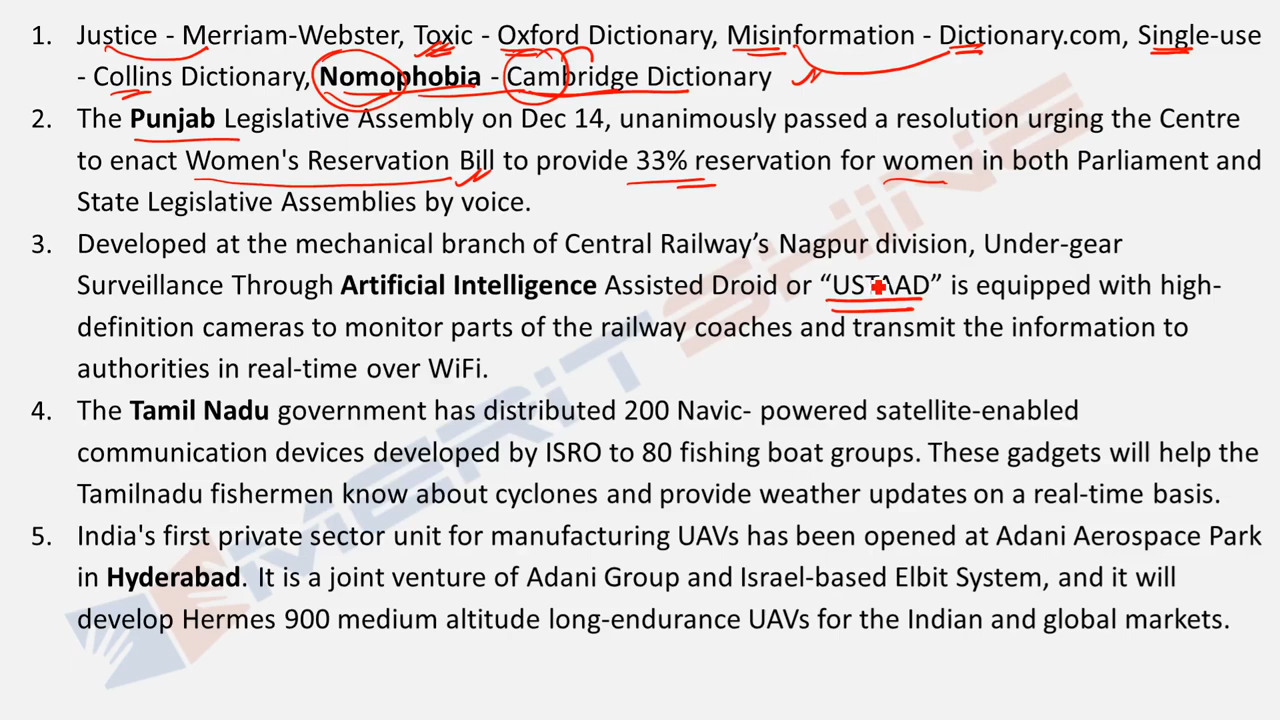 1. Justice - Merriam-Webster, Toxic - Oxford Dictionary, Misinformation - Dictionary.com, Single-use
- Collins Dictionary, Nomophobia - Cambridge Dictionary
2. The Punjab Legislative Assembly on Dec 14, unanimously passed a resolution urging the Centre
to enact Women's Reservation Bill to provide 33% reservation for women in both Parliament and
State Legislative Assemblies by voice.
3. Developed at the mechanical branch of Central Railway’s Nagpur division, Under-gear
Surveillance Through Artificial Intelligence Assisted Droid or “USTAAD” is equipped with high-
definition cameras to monitor parts of the railway coaches and transmit the information to
authorities in real-time over WiFi.
4. The Tamil Nadu government has distributed 200 Navic- powered satellite-enabled
communication devices developed by ISRO to 80 fishing boat groups. These gadgets will help the
Tamilnadu fishermen know about cyclones and provide weather updates on a real-time basis.
5. India's first private sector unit for manufacturing UAVs has been opened at Adani Aerospace Park
in Hyderabad. It is a joint venture of Adani Group and Israel-based Elbit System, and it will
develop Hermes 900 medium altitude long-endurance UAVs for the Indian and global markets.
MERIT SHINE